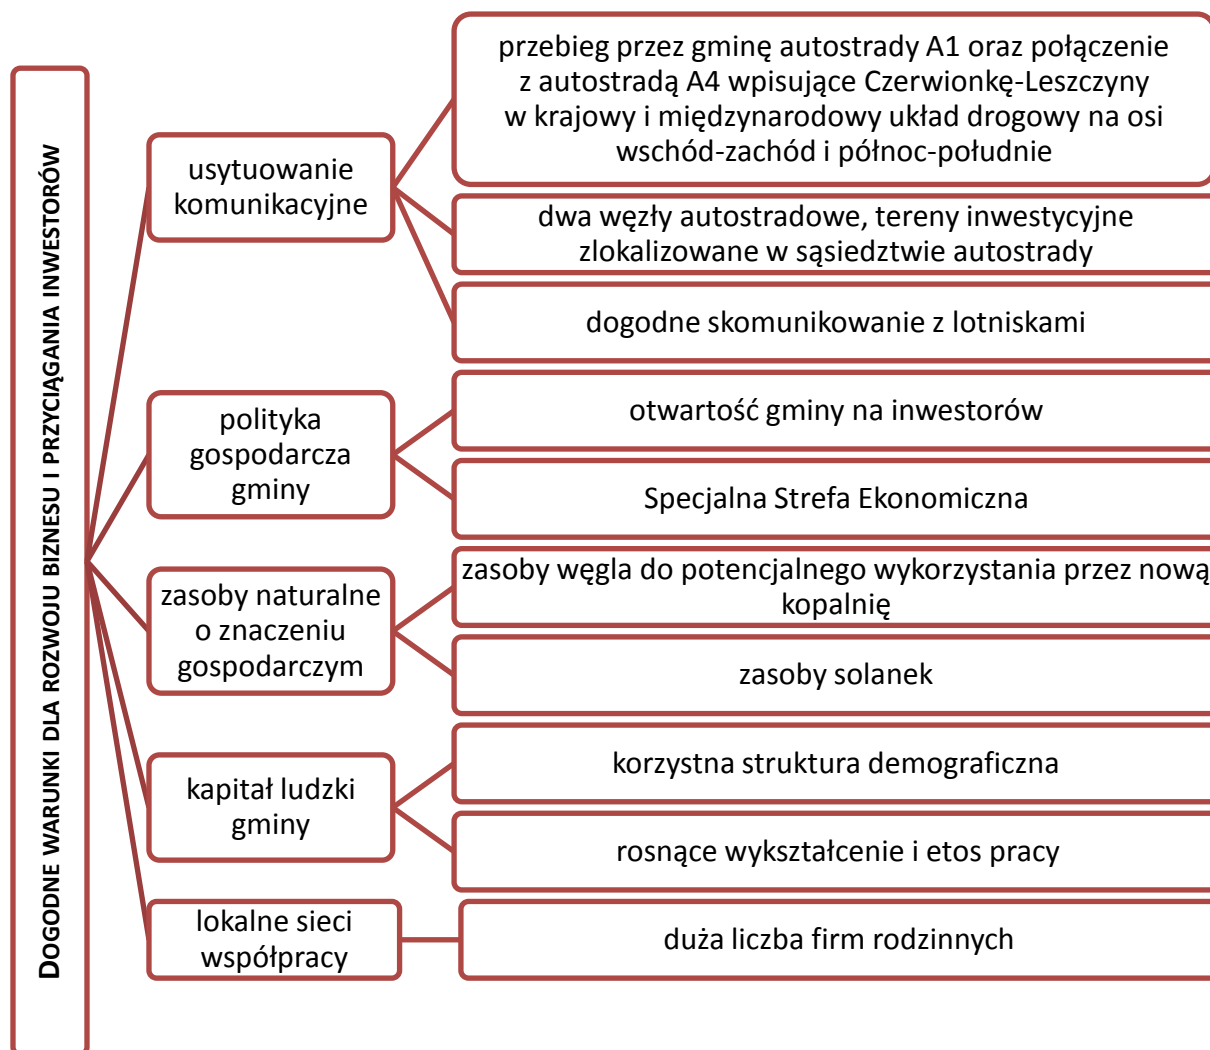 DOGODNE WARUNKI DLA ROZWOJU BIZNESU I PRZYCIĄGANIA INWESTORÓW
usytuowanie
komunikacyjne
przebieg przez gminę autostrady A1 oraz połączenie
z autostradą A4 wpisujące Czerwionkę-Leszczyny
w krajowy i międzynarodowy układ drogowy na osi
wschód-zachód i północ-południe
dwa węzły autostradowe, tereny inwestycyjne
zlokalizowane w sąsiedztwie autostrady
dogodne skomunikowanie z lotniskami
polityka
gospodarcza
gminy
otwartość gminy na inwestorów
Specjalna Strefa Ekonomiczna
zasoby naturalne
o znaczeniu
gospodarczym
zasoby węgla do potencjalnego wykorzystania przez nową
kopalnię
zasoby solanek
kapitał ludzki
gminy
korzystna struktura demograficzna
rosnące wykształcenie i etos pracy
lokalne sieci
współpracy
duża liczba firm rodzinnych